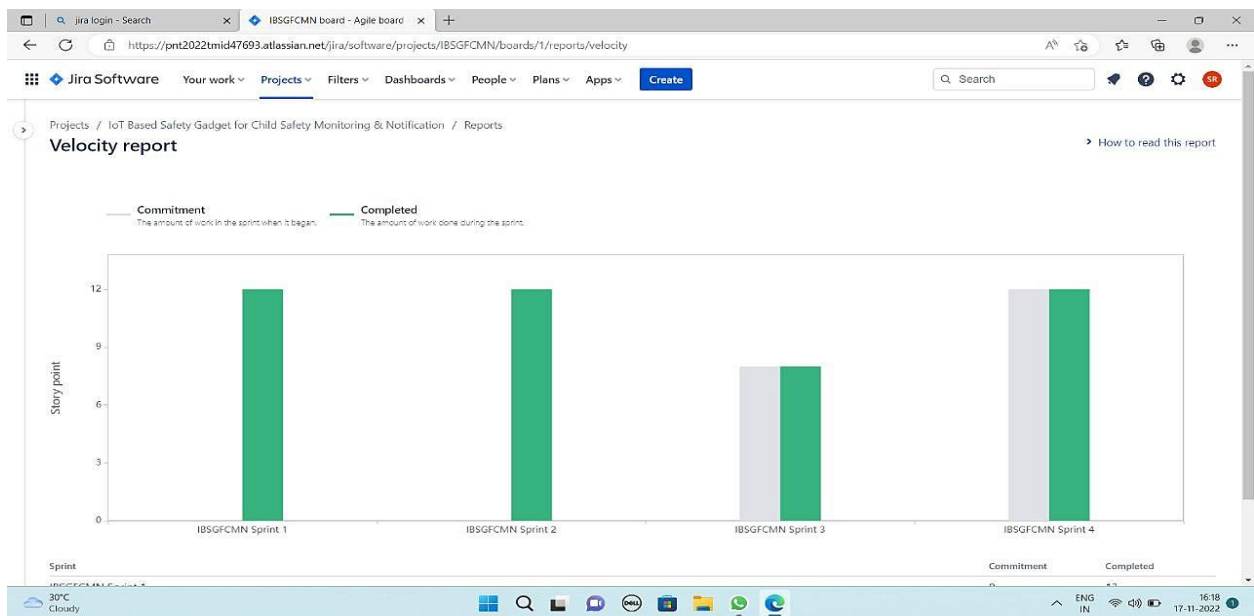 jira login - Search
IBSGFCMN board - Agile board
https://pnt2022tmid47693.atlassian.net/jira/software/projects/IBSGFCMN/boards/1/reports/velocity
Jira Software Your work Projects Filters Dashboards People Plans Apps Create Search SR
Projects / IoT Based Safety Gadget for Child Safety Monitoring & Notification / Reports
Velocity report
How to read this report
Commitment
The amount of work in the sprint when it began.
Completed
The amount of work done during the sprint.
12
9
6
3
0
Story point
IBSGFCMN Sprint 1 IBSGFCMN Sprint 2 IBSGFCMN Sprint 3 IBSGFCMN Sprint 4
Sprint Commitment Completed
30°C
Cloudy
DELL
ENG
IN
16:18
17-11-2022
1